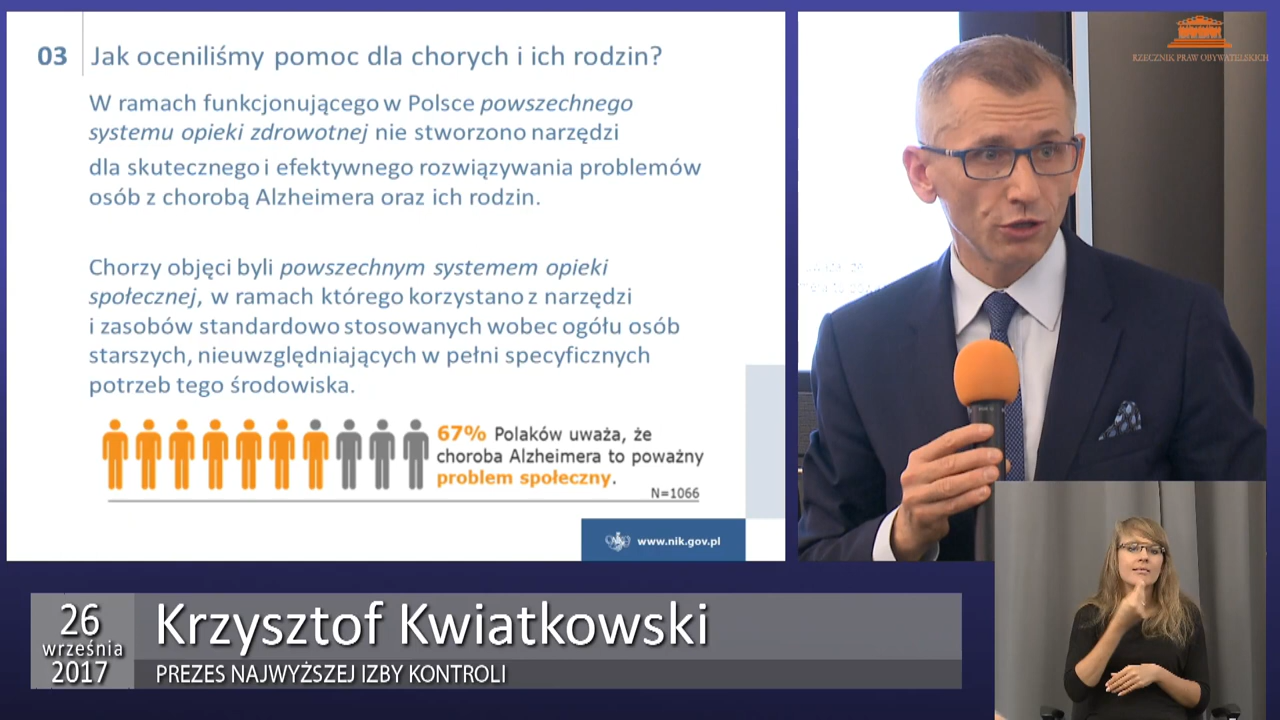 03 Jak oceniliśmy pomoc dla chorych i ich rodzin?
W ramach funkcjonującego w Polsce powszechnego
systemu opieki zdrowotnej nie stworzono narzędzi
dla skutecznego i efektywnego rozwiązywania problemów
osób z chorobą Alzheimera oraz ich rodzin.
Chorzy objęci byli powszechnym systemem opieki
społecznej, w ramach którego korzystano z narzędzi
i zasobów standardowo stosowanych wobec ogółu osób
starszych, nieuwzględniających w pełni specyficznych
potrzeb tego środowiska.
67% Polaków uważa, że
choroba Alzheimera to poważny
problem społeczny.
N=1066
www.nik.gov.pl
RZECZNIK PRAW OBYWATELSKICH
26
września
2017
Krzysztof Kwiatkowski
PREZES NAJWYŻSZEJ IZBY KONTROLI